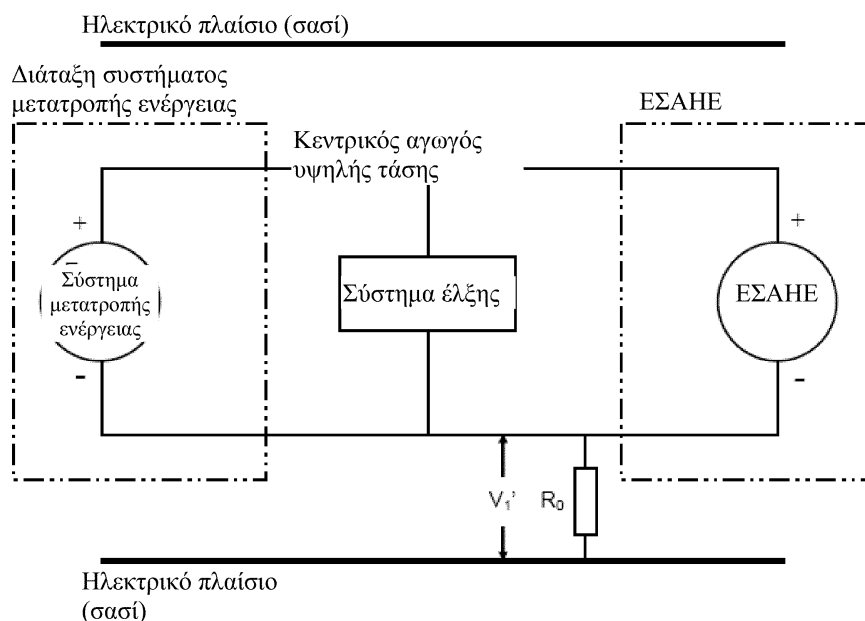 Ηλεκτρικό πλαίσιο (σασί)
Διάταξη συστήματος
μετατροπής ενέργειας
ΕΣΑΗΕ
Κεντρικός αγωγός
υψηλής τάσης
+
+
Σύστημα
μετατροπής
ενέργειας
Σύστημα έλξης
ΕΣΑΗΕ
-
-
V₁' R₀
Ηλεκτρικό πλαίσιο
(σασί)